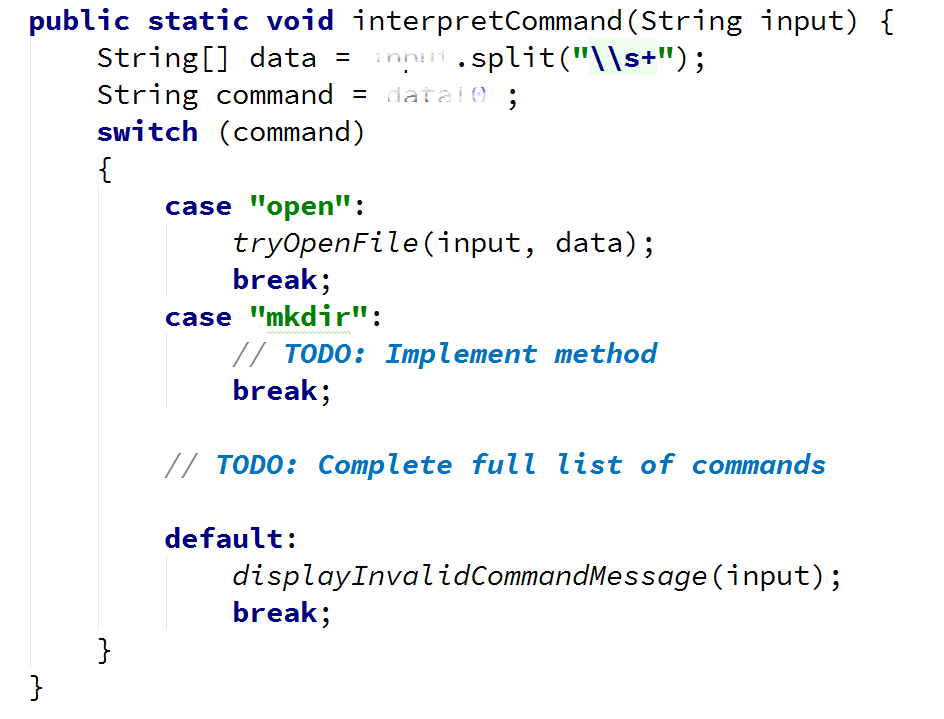 public static void interpretCommand(String input) {
String[] data = .split("\\s+");
String command = ;
switch (command)
{
case "open":
tryOpenFile(input, data);
break;
case "mkdir":
// TODO: Implement method
break;
// TODO: Complete full list of commands
default:
displayInvalidCommandMessage(input);
break;
}
}